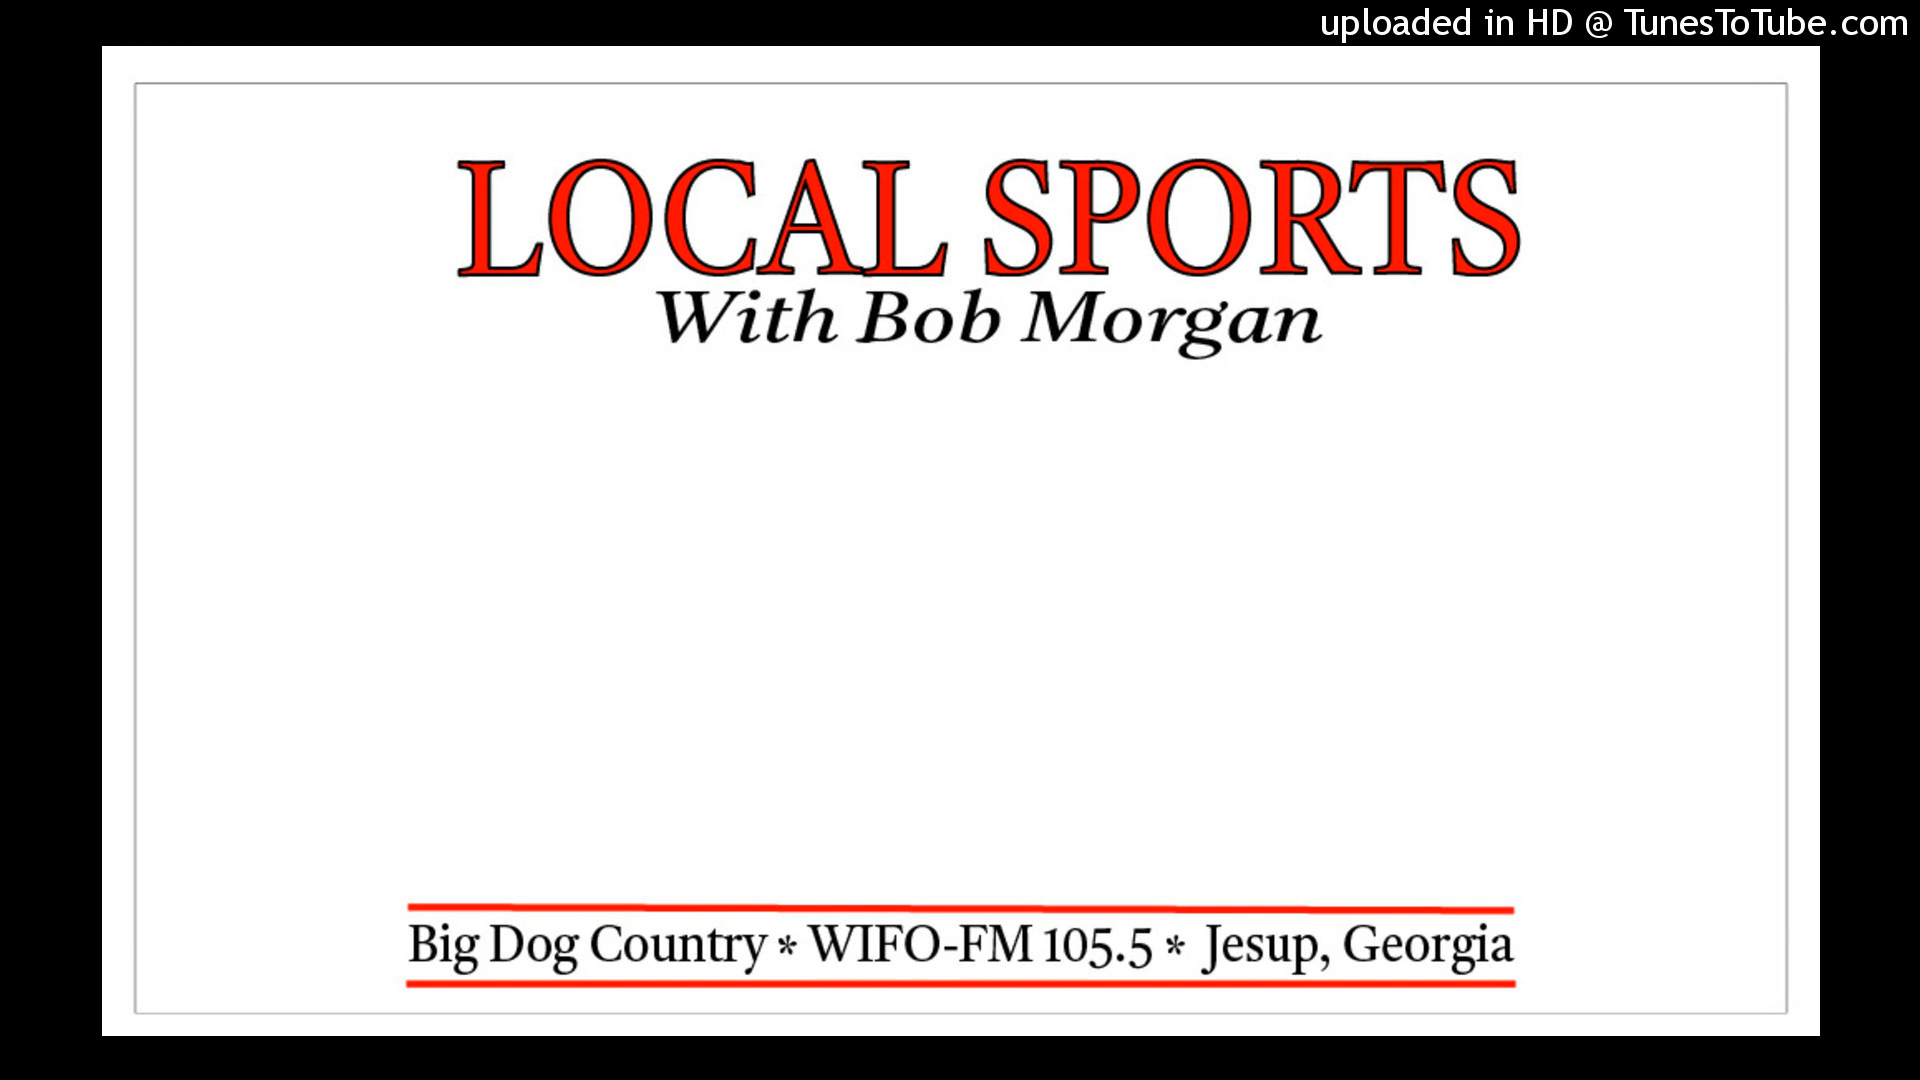 uploaded in HD @ TunesToTube.com
LOCAL SPORTS
With Bob Morgan
Big Dog Country * WIFO-FM 105.5 * Jesup, Georgia